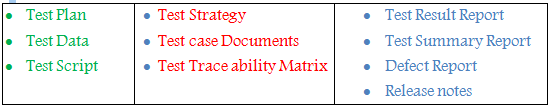 • Test Plan
• Test Data
• Test Script
• Test Strategy
• Test case Documents
• Test Trace ability Matrix
• Test Result Report
• Test Summary Report
• Defect Report
• Release notes